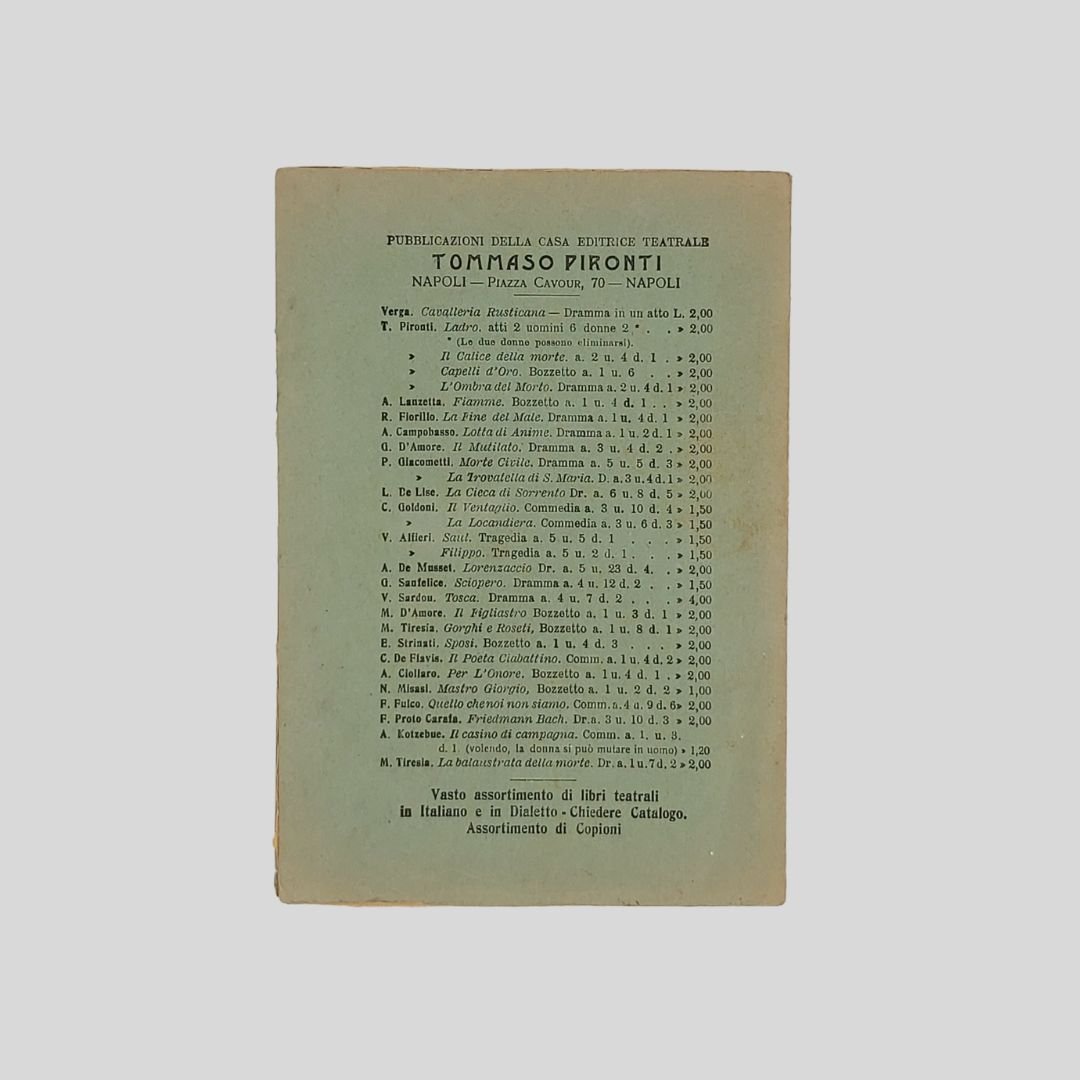 PUBBLICAZIONI DELLA CASA EDITRICE TEATRALE
TOMMASO PIRONTI
NAPOLI — PIAZZA CAVOUR, 70 — NAPOLI
Verga. Cavalleria Rusticana — Dramma in un atto L. 2,00
T. Pironti. Ladro. atti 2 uomini 6 donne 2 * . . » 2,00
* (Le due donne possono eliminarsi).
» Il Calice della morte. a. 2 u. 4 d. 1 . » 2,00
» Capelli d'Oro. Bozzetto a. 1 u. 6 . . » 2,00
» L'Ombra del Morto. Dramma a. 2 u. 4 d. 1 » 2,00
A. Lanzetta. Fiamme. Bozzetto a. 1 u. 4 d. 1 . . » 2,00
R. Fiorillo. La Fine del Male. Dramma a. 1 u. 4 d. 1 » 2,00
A. Campobasso. Lotta di Anime. Dramma a. 1 u. 2 d. 1 » 2,00
G. D'Amore. Il Mutilato. Dramma a. 3 u. 4 d. 2 . » 2,00
P. Giacometti. Morte Civile. Dramma a. 5 u. 5 d. 3 » 2,00
» La Trovatella di S. Maria. D. a. 3 u. 4 d. 1 » 2,00
L. De Lise. La Cieca di Sorrento Dr. a. 6 u. 8 d. 5 » 2,00
C. Goldoni. Il Ventaglio. Commedia a. 3 u. 10 d. 4 » 1,50
» La Locandiera. Commedia a. 3 u. 6 d. 3 » 1,50
V. Alfieri. Saul. Tragedia a. 5 u. 5 d. 1 . . . » 1,50
» Filippo. Tragedia a. 5 u. 2 d. 1 . . . » 1,50
A. De Musset. Lorenzaccio Dr. a. 5 u. 23 d. 4. . » 2,00
G. Sanfelice. Sciopero. Dramma a. 4 u. 12 d. 2 . . » 1,50
V. Sardou. Tosca. Dramma a. 4 u. 7 d. 2 . . . » 4,00
M. D'Amore. Il Figliastro Bozzetto a. 1 u. 3 d. 1 » 2,00
M. Tiresia. Gorghi e Roseti, Bozzetto a. 1 u. 8 d. 1 » 2,00
E. Strinati. Sposi. Bozzetto a. 1 u. 4 d. 3 . . . » 2,00
C. De Flavis. Il Poeta Ciabattino. Comm. a. 1 u. 4 d. 2 » 2,00
A. Ciollaro. Per L'Onore. Bozzetto a. 1 u. 4 d. 1 . » 2,00
N. Misasi. Mastro Giorgio, Bozzetto a. 1 u. 2 d. 2 » 1,00
F. Fulco. Quello che noi non siamo. Comm. a. 4 u. 9 d. 6 » 2,00
F. Proto Carafa. Friedmann Bach. Dr. a. 3 u. 10 d. 3 » 2,00
A. Kotzebue. Il casino di campagna. Comm. a. 1. u. 3.
d. 1. (volendo, la donna si può mutare in uomo) » 1,20
M. Tiresia. La balaustrata della morte. Dr. a. 1 u. 7 d. 2 » 2,00
Vasto assortimento di libri teatrali
in Italiano e in Dialetto - Chiedere Catalogo.
Assortimento di Copioni